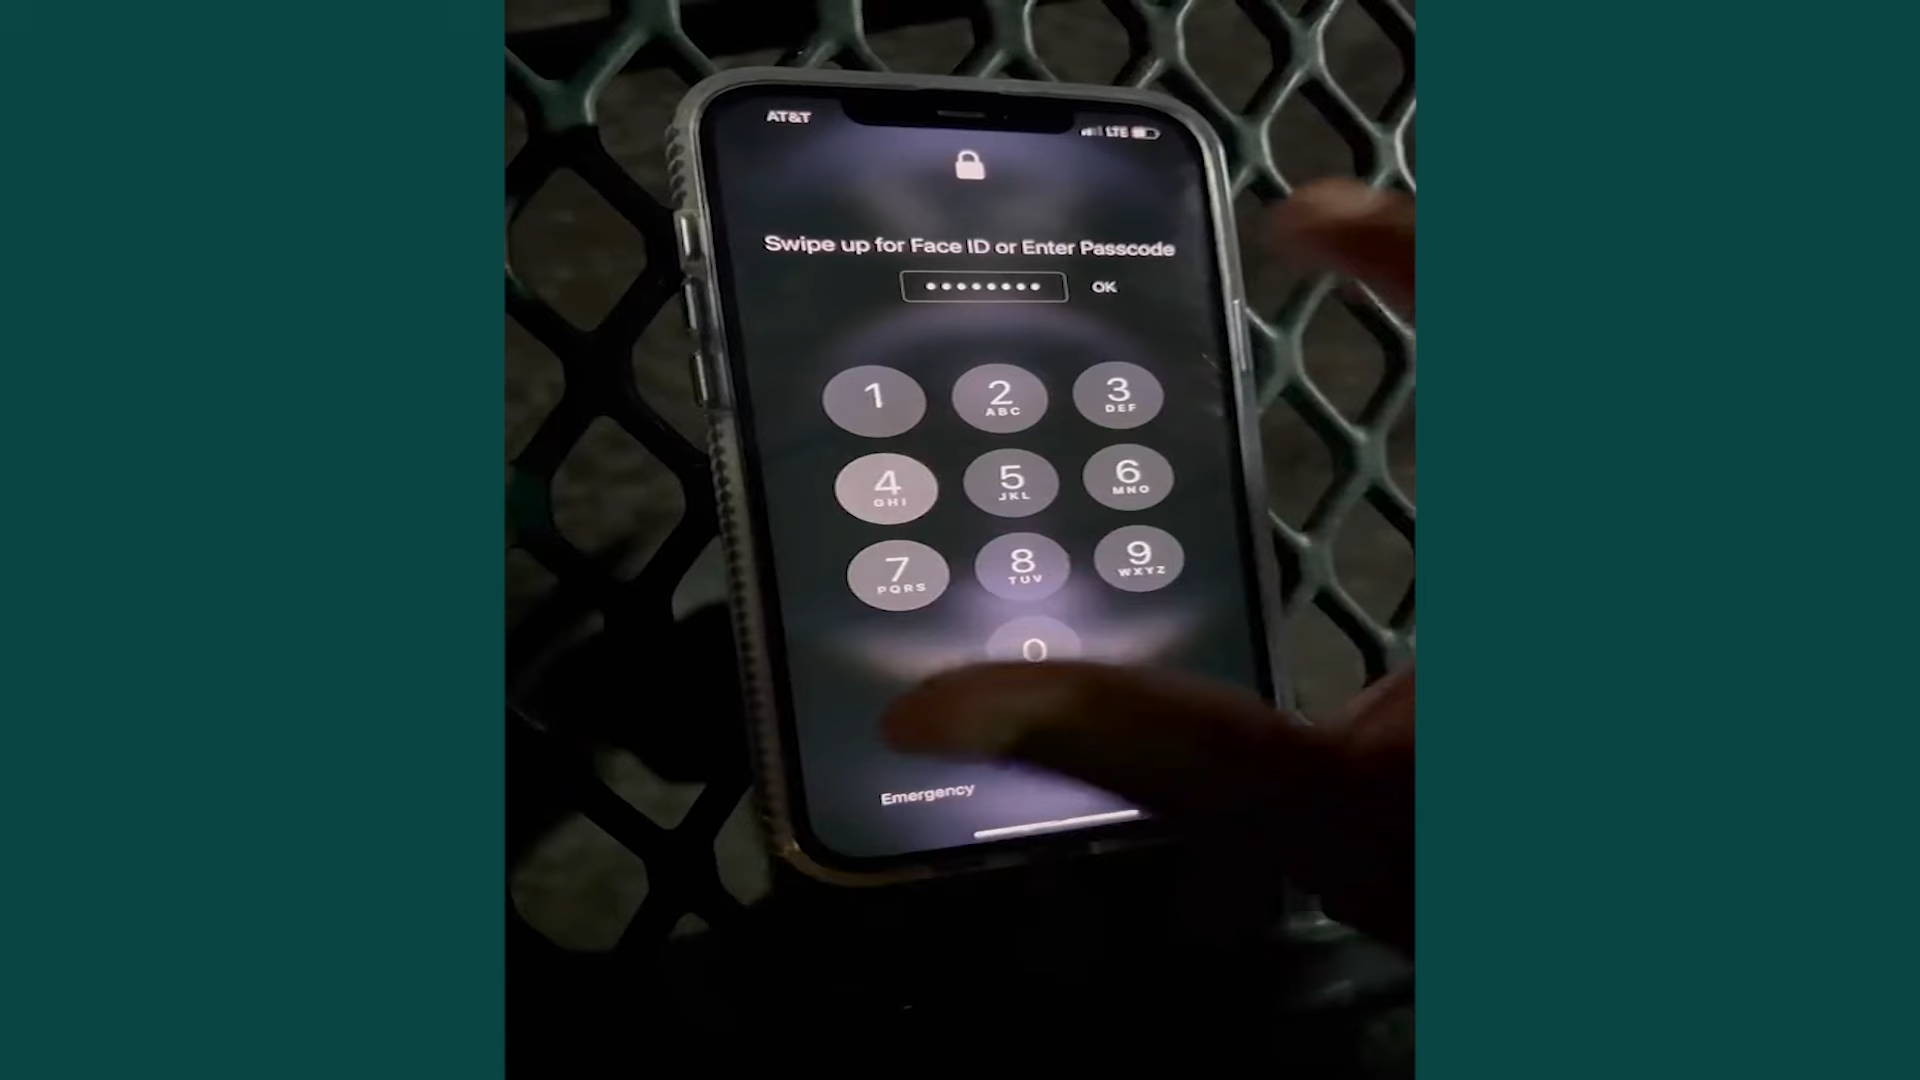 AT&T
LTE
Swipe up for Face ID or Enter Passcode
OK
1
2
ABC
3
DEF
4
GHI
5
JKL
6
MNO
7
PQRS
8
TUV
9
WXYZ
0
Emergency